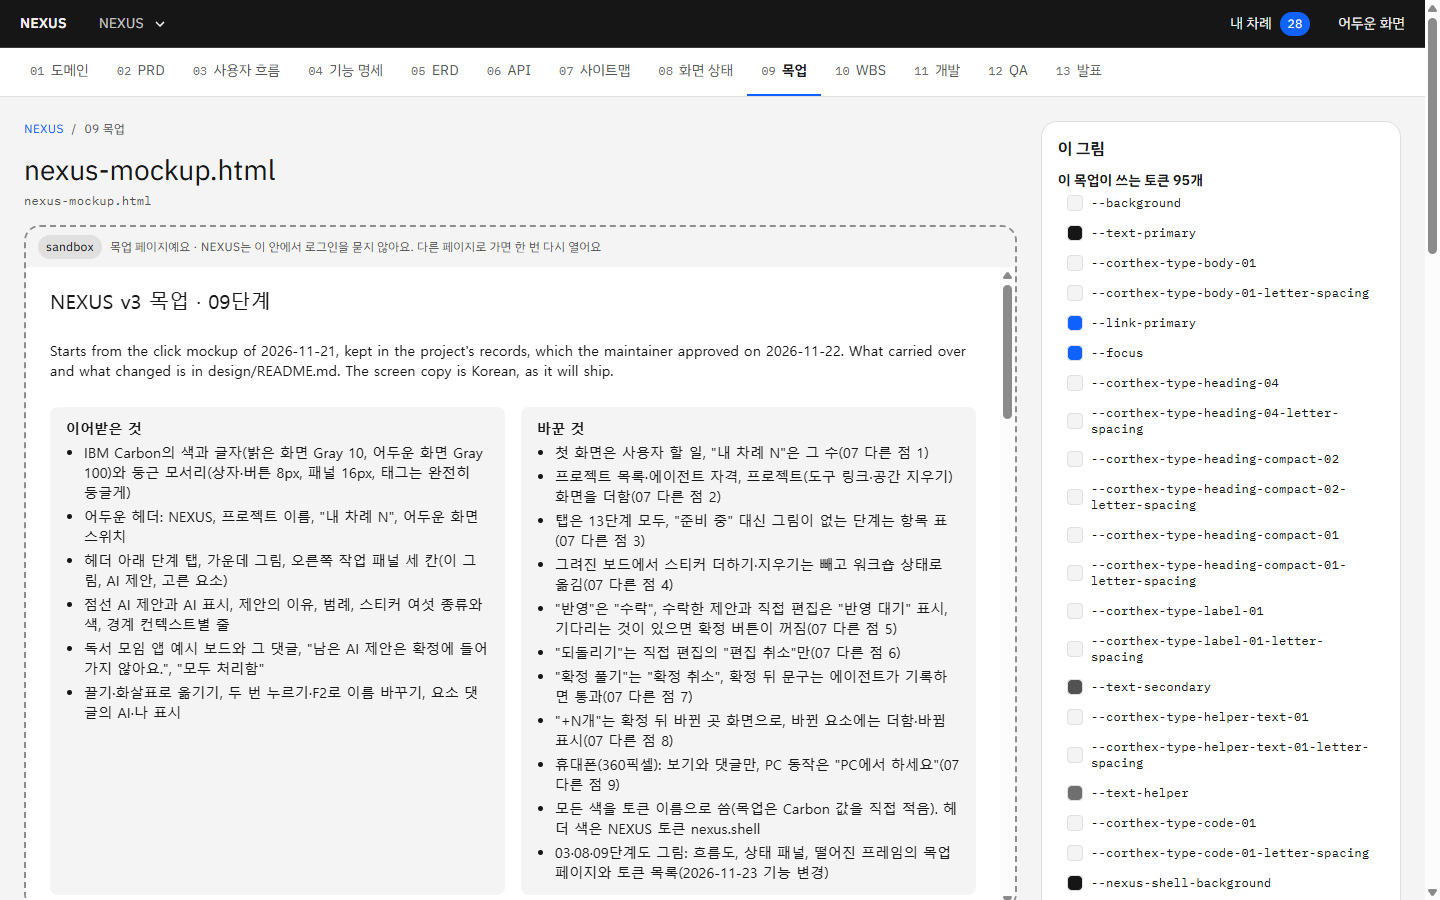 NEXUS NEXUS 내 차례 28 어두운 화면
01 도메인 02 PRD 03 사용자 흐름 04 기능 명세 05 ERD 06 API 07 사이트맵 08 화면 상태 09 목업 10 WBS 11 개발 12 QA 13 발표
NEXUS / 09 목업
nexus-mockup.html
nexus-mockup.html
sandbox 목업 페이지예요 · NEXUS는 이 안에서 로그인을 묻지 않아요. 다른 페이지로 가면 한 번 다시 열어요
NEXUS v3 목업 · 09단계
Starts from the click mockup of 2026-11-21, kept in the project's records, which the maintainer approved on 2026-11-22. What carried over
and what changed is in design/README.md. The screen copy is Korean, as it will ship.
이어받은 것
IBM Carbon의 색과 글자(밝은 화면 Gray 10, 어두운 화면 Gray
100)와 둥근 모서리(상자·버튼 8px, 패널 16px, 태그는 완전히
둥글게)
어두운 헤더: NEXUS, 프로젝트 이름, "내 차례 N", 어두운 화면
스위치
헤더 아래 단계 탭, 가운데 그림, 오른쪽 작업 패널 세 칸(이 그
림, AI 제안, 고른 요소)
점선 AI 제안과 AI 표시, 제안의 이유, 범례, 스티커 여섯 종류와
색, 경계 컨텍스트별 줄
독서 모임 앱 예시 보드와 그 댓글, "남은 AI 제안은 확정에 들어
가지 않아요.", "모두 처리함"
끌기·화살표로 옮기기, 두 번 누르기·F2로 이름 바꾸기, 요소 댓
글의 AI·나 표시
바꾼 것
첫 화면은 사용자 할 일, "내 차례 N"은 그 수(07 다른 점 1)
프로젝트 목록·에이전트 자격, 프로젝트(도구 링크·공간 지우기)
화면을 더함(07 다른 점 2)
탭은 13단계 모두, "준비 중" 대신 그림이 없는 단계는 항목 표
(07 다른 점 3)
그려진 보드에서 스티커 더하기·지우기는 빼고 워크숍 상태로
옮김(07 다른 점 4)
"반영"은 "수락", 수락한 제안과 직접 편집은 "반영 대기" 표시,
기다리는 것이 있으면 확정 버튼이 꺼짐(07 다른 점 5)
"되돌리기"는 직접 편집의 "편집 취소"만(07 다른 점 6)
"확정 풀기"는 "확정 취소", 확정 뒤 문구는 에이전트가 기록하
면 통과(07 다른 점 7)
"+N개"는 확정 뒤 바뀐 곳 화면으로, 바뀐 요소에는 더함·바뀜
표시(07 다른 점 8)
휴대폰(360픽셀): 보기와 댓글만, PC 동작은 "PC에서 하세요"(07
다른 점 9)
모든 색을 토큰 이름으로 씀(목업은 Carbon 값을 직접 적음). 헤
더 색은 NEXUS 토큰 nexus.shell
03·08·09단계도 그림: 흐름도, 상태 패널, 떨어진 프레임의 목업
페이지와 토큰 목록(2026-11-23 기능 변경)
이 그림
이 목업이 쓰는 토큰 95개
--background
--text-primary
--corthex-type-body-01
--corthex-type-body-01-letter-spacing
--link-primary
--focus
--corthex-type-heading-04
--corthex-type-heading-04-letter-
spacing
--corthex-type-heading-compact-02
--corthex-type-heading-compact-02-
letter-spacing
--corthex-type-heading-compact-01
--corthex-type-heading-compact-01-
letter-spacing
--corthex-type-label-01
--corthex-type-label-01-letter-
spacing
--text-secondary
--corthex-type-helper-text-01
--corthex-type-helper-text-01-letter-
spacing
--text-helper
--corthex-type-code-01
--corthex-type-code-01-letter-spacing
--nexus-shell-background